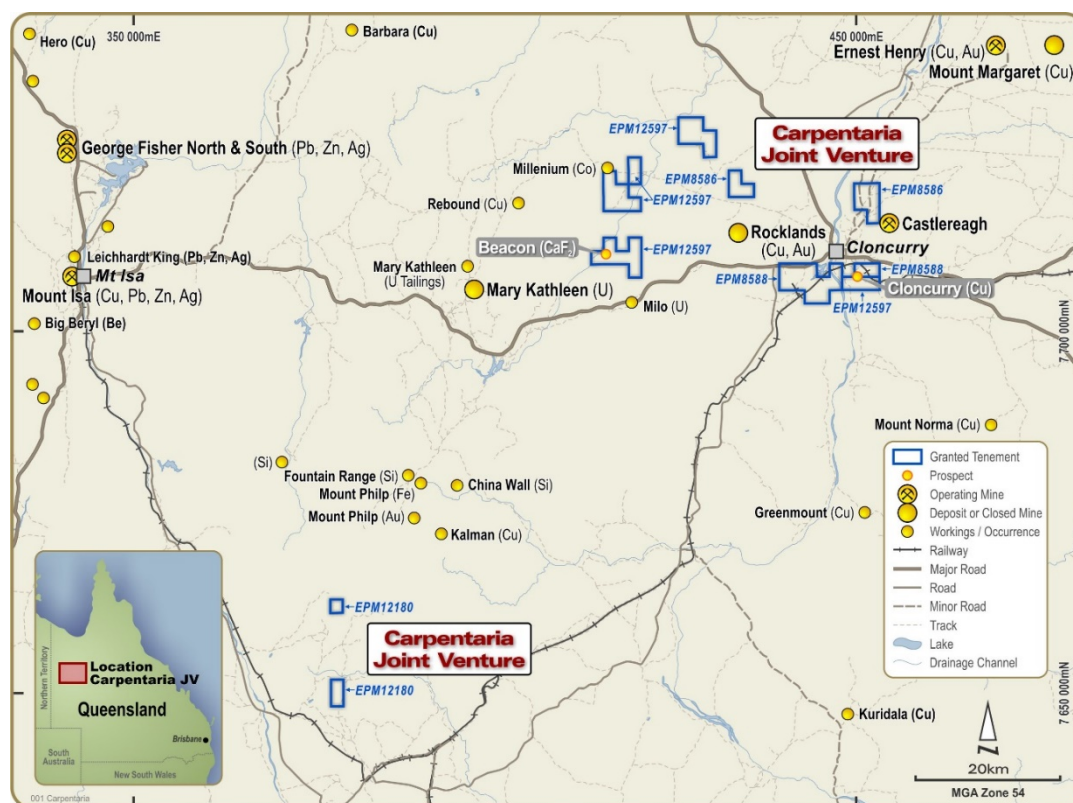 350 000mE
450 000mE
Hero (Cu)
Barbara (Cu)
Ernest Henry (Cu, Au)
Mount Margaret (Cu)
EPM12597
Carpentaria
Joint Venture
George Fisher North & South (Pb, Zn, Ag)
Millenium (Co)
EPM8586
EPM8586
EPM12597
Rebound (Cu)
Castlereagh
Rocklands
(Cu, Au)
Cloncurry
Beacon (CaF₂)
EPM12597
Leichhardt King (Pb, Zn, Ag)
Mt Isa
Mary Kathleen
(U Tailings)
EPM8588
EPM8588
Mount Isa (Cu, Pb, Zn, Ag)
Mary Kathleen (U)
Cloncurry (Cu)
Milo (U)
EPM12597
Big Beryl (Be)
7 700 000mN
Mount Norma (Cu)
(Si)
Fountain Range (Si)
Mount Philp (Fe)
China Wall (Si)
Mount Philp (Au)
Kalman (Cu)
Greenmount (Cu)
Granted Tenement
Prospect
Operating Mine
Deposit or Closed Mine
Workings / Occurrence
Railway
Major Road
Road
Minor Road
Track
Lake
Drainage Channel
EPM12180
Carpentaria
Joint Venture
EPM12180
7 650 000mN
Kuridala (Cu)
Location
Carpentaria JV
Northern Territory
Queensland
Brisbane
South
Australia
New South Wales
N
20km
MGA Zone 54
001 Carpentaria